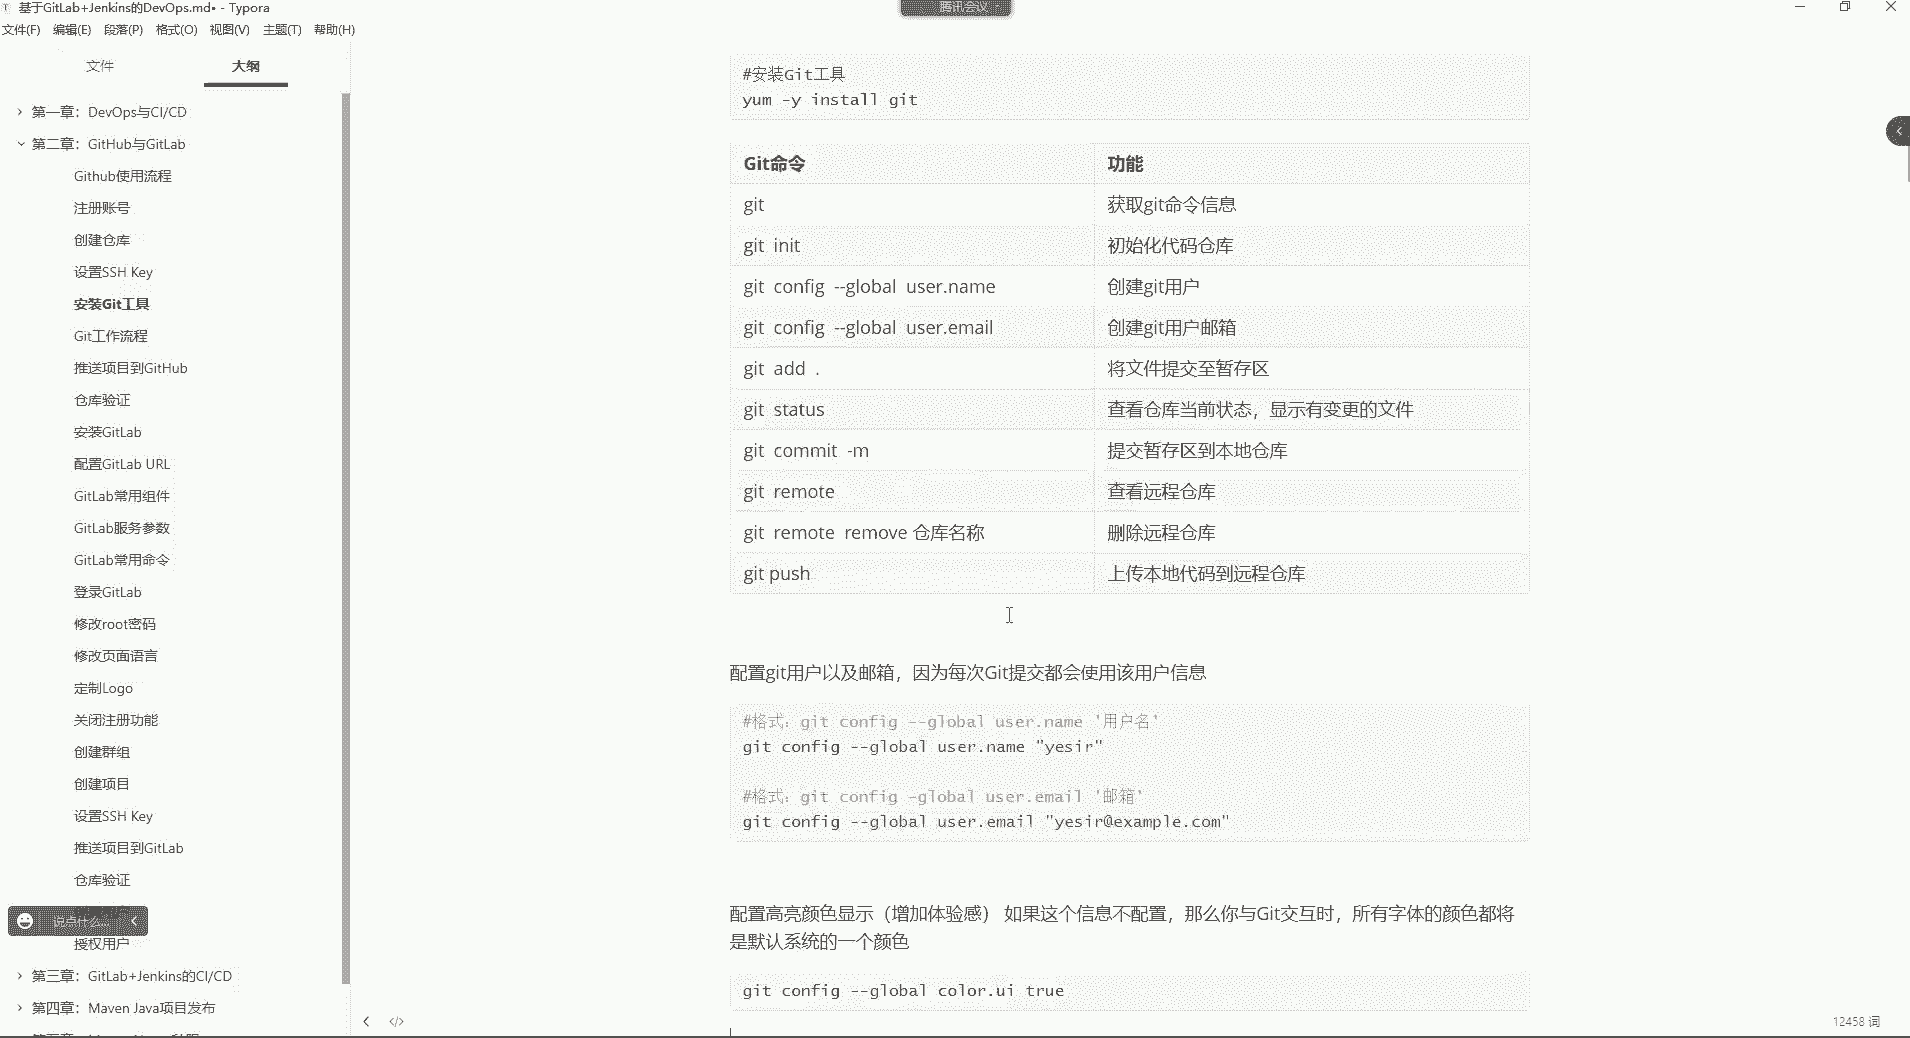 基于GitLab+Jenkins的DevOps.md• - Typora
腾讯会议
文件(F) 编辑(E) 段落(P) 格式(O) 视图(V) 主题(T) 帮助(H)
文件 大纲
第一章：DevOps与CI/CD
第二章：GitHub与GitLab
Github使用流程
注册账号
创建仓库
设置SSH Key
安装Git工具
Git工作流程
推送项目到GitHub
仓库验证
安装GitLab
配置GitLab URL
GitLab常用组件
GitLab服务参数
GitLab常用命令
登录GitLab
修改root密码
修改页面语言
定制Logo
关闭注册功能
创建群组
创建项目
设置SSH Key
推送项目到GitLab
仓库验证
说点什么...
授权用户
第三章：GitLab+Jenkins的CI/CD
第四章：Maven Java项目发布
#安装Git工具
yum -y install git
Git命令 功能
git 获取git命令信息
git init 初始化代码仓库
git config --global user.name 创建git用户
git config --global user.email 创建git用户邮箱
git add . 将文件提交至暂存区
git status 查看仓库当前状态，显示有变更的文件
git commit -m 提交暂存区到本地仓库
git remote 查看远程仓库
git remote remove 仓库名称 删除远程仓库
git push 上传本地代码到远程仓库
配置git用户以及邮箱，因为每次Git提交都会使用该用户信息
#格式：git config --global user.name '用户名'
git config --global user.name "yesir"
#格式：git config -global user.email '邮箱'
git config --global user.email "yesir@example.com"
配置高亮颜色显示（增加体验感） 如果这个信息不配置，那么你与Git交互时，所有字体的颜色都将
是默认系统的一个颜色
git config --global color.ui true
12458 词